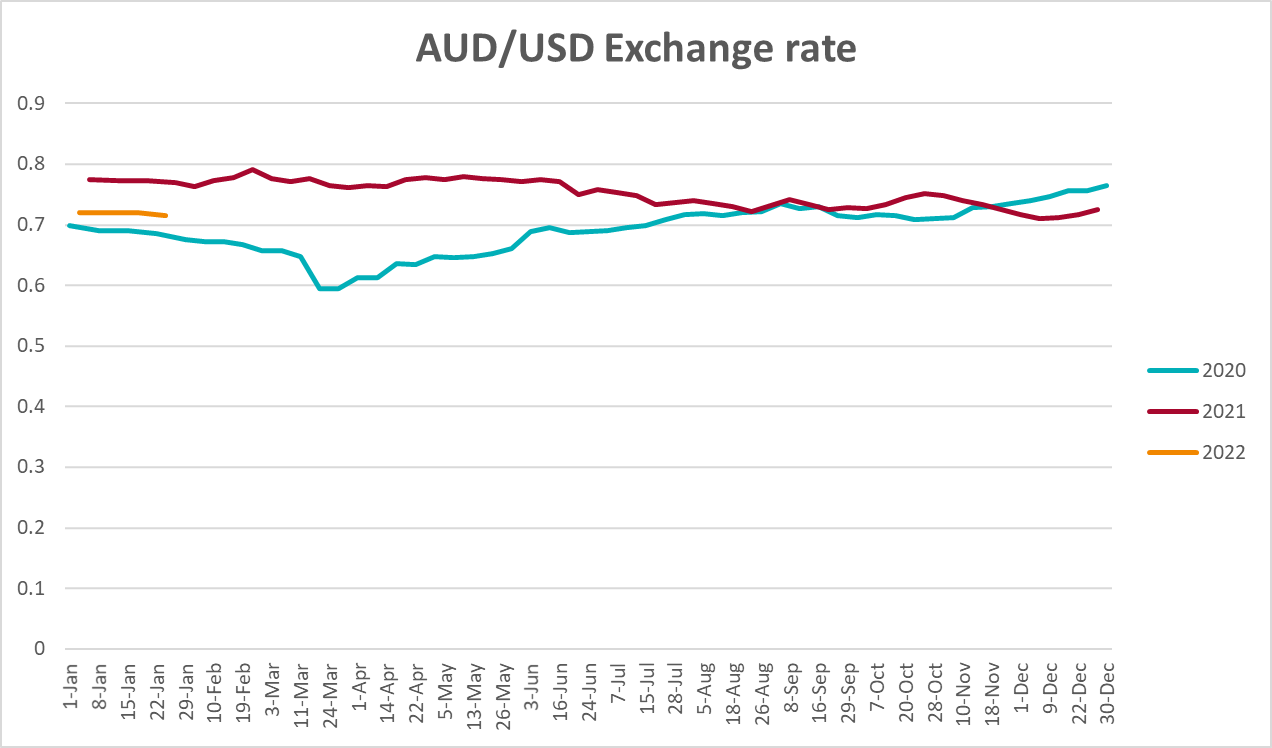 AUD/USD Exchange rate
0.9
0.8
0.7
0.6
0.5
0.4
0.3
0.2
0.1
0
1-Jan
8-Jan
15-Jan
22-Jan
29-Jan
10-Feb
19-Feb
3-Mar
11-Mar
24-Mar
1-Apr
14-Apr
22-Apr
5-May
13-May
26-May
3-Jun
16-Jun
24-Jun
7-Jul
15-Jul
28-Jul
5-Aug
18-Aug
26-Aug
8-Sep
16-Sep
29-Sep
7-Oct
20-Oct
28-Oct
10-Nov
18-Nov
1-Dec
9-Dec
22-Dec
30-Dec
2020
2021
2022